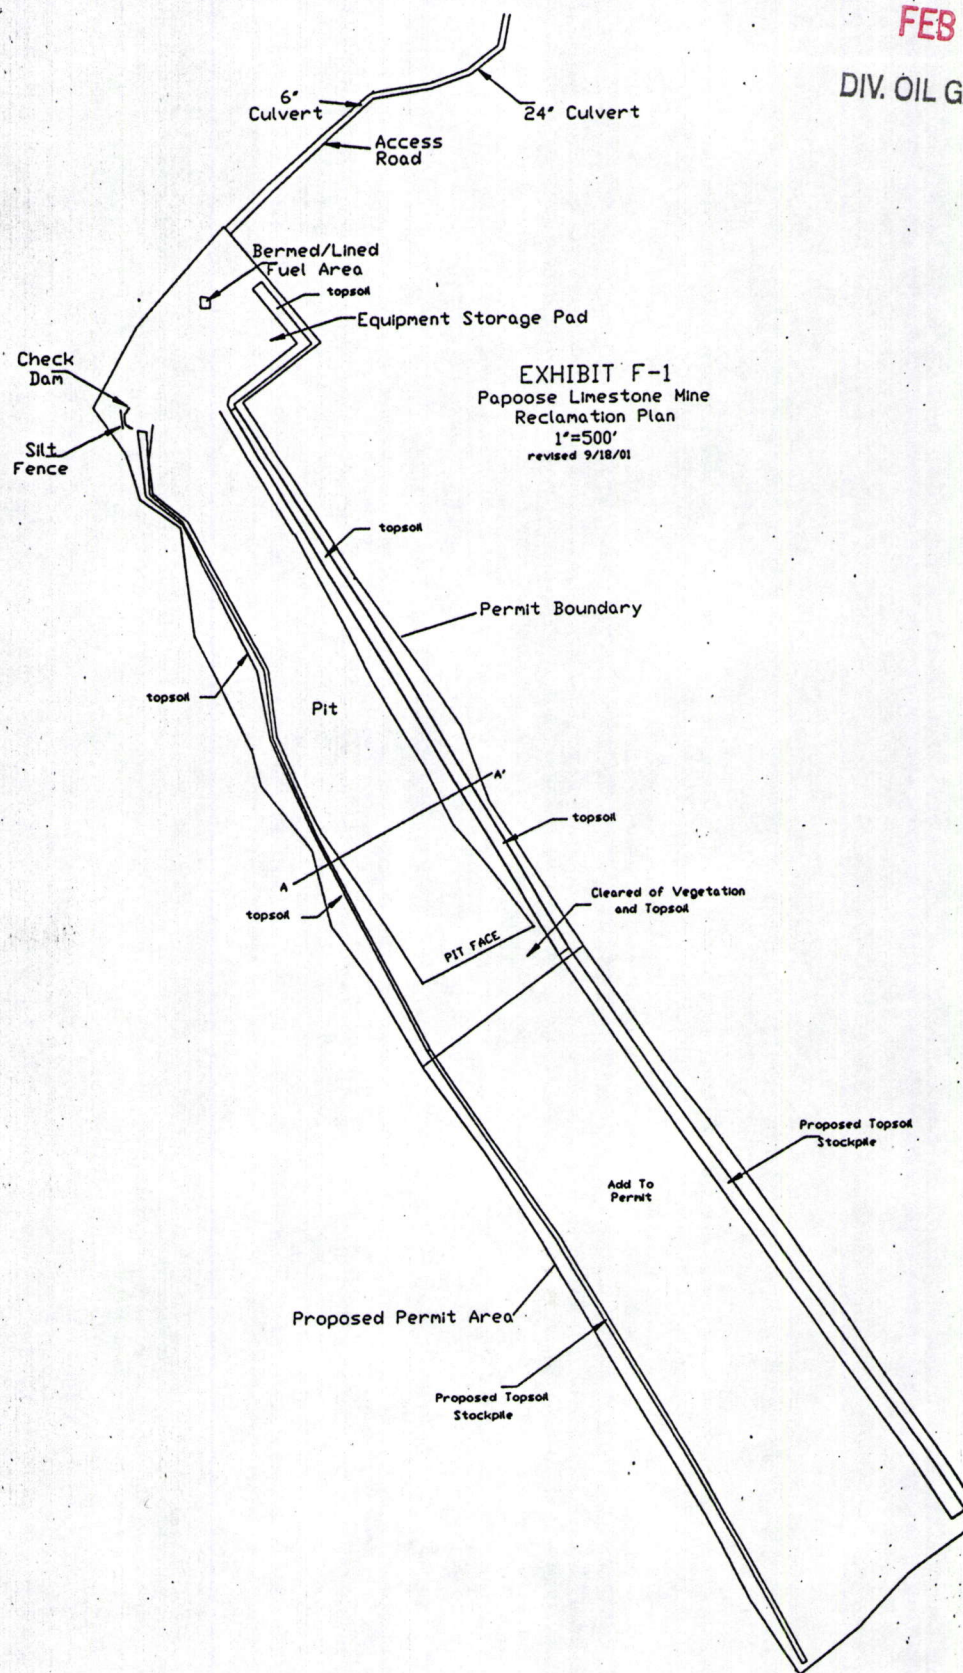 FEB
DIV. OIL G
6"
Culvert
24" Culvert
Access
Road
Bermed/Lined
Fuel Area
topsoil
Equipment Storage Pad
Check
Dam
EXHIBIT F-1
Papoose Limestone Mine
Reclamation Plan
1"=500'
revised 9/18/01
Silt
Fence
topsoil
Permit Boundary
topsoil
Pit
A'
topsoil
A
Cleared of Vegetation
and Topsoil
topsoil
PIT FACE
Proposed Topsoil
Stockpile
Add To
Permit
Proposed Permit Area
Proposed Topsoil
Stockpile